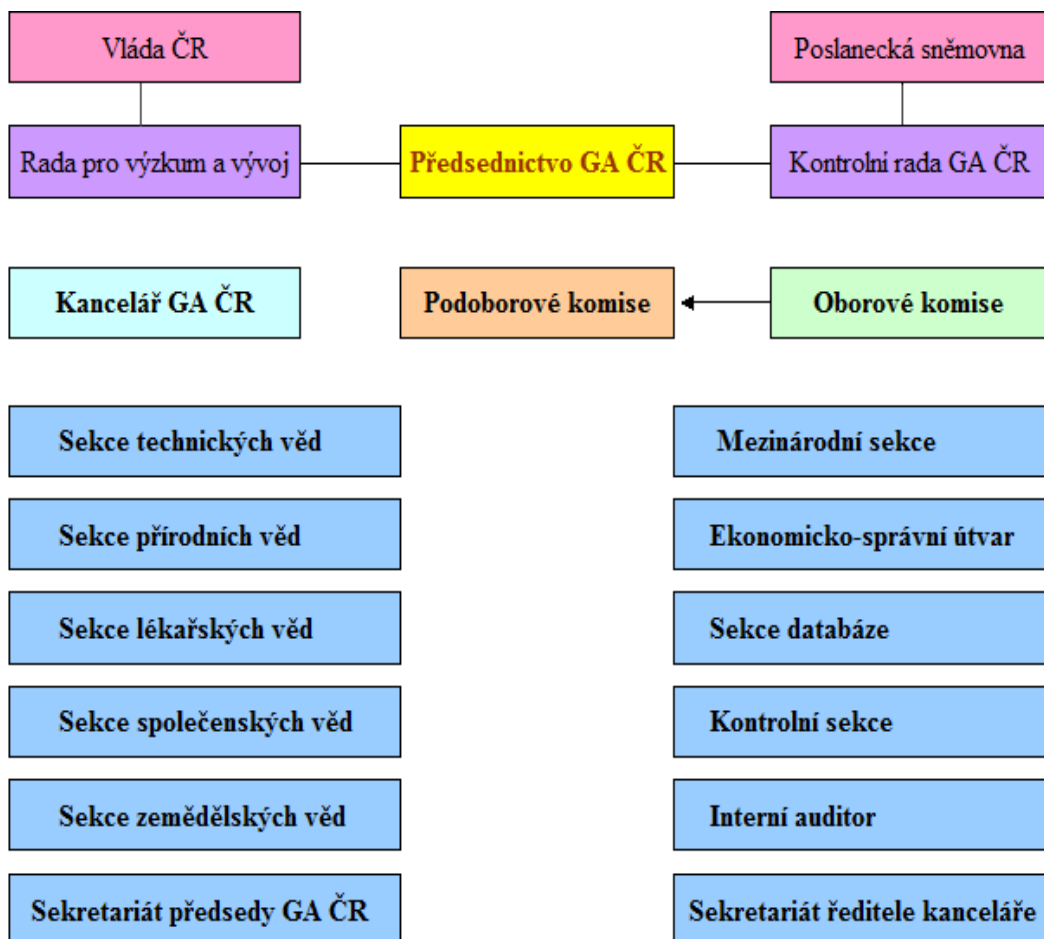 Vláda ČR
Poslanecká sněmovna
Rada pro výzkum a vývoj
Předsednictvo GA ČR
Kontrolní rada GA ČR
Kancelář GA ČR
Podoborové komise
Oborové komise
Sekce technických věd
Mezinárodní sekce
Sekce přírodních věd
Ekonomicko-správní útvar
Sekce lékařských věd
Sekce databáze
Sekce společenských věd
Kontrolní sekce
Sekce zemědělských věd
Interní auditor
Sekretariát předsedy GA ČR
Sekretariát ředitele kanceláře